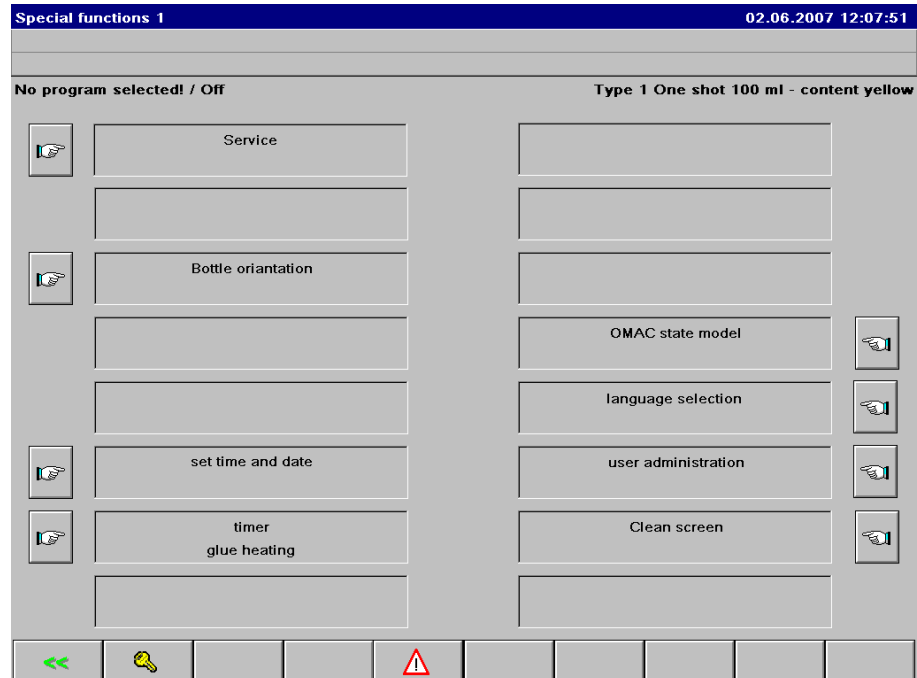 Special functions 1 02.06.2007 12:07:51
No program selected! / Off Type 1 One shot 100 ml - content yellow
Service
Bottle oriantation
OMAC state model
language selection
set time and date user administration
timer Clean screen
glue heating
<<